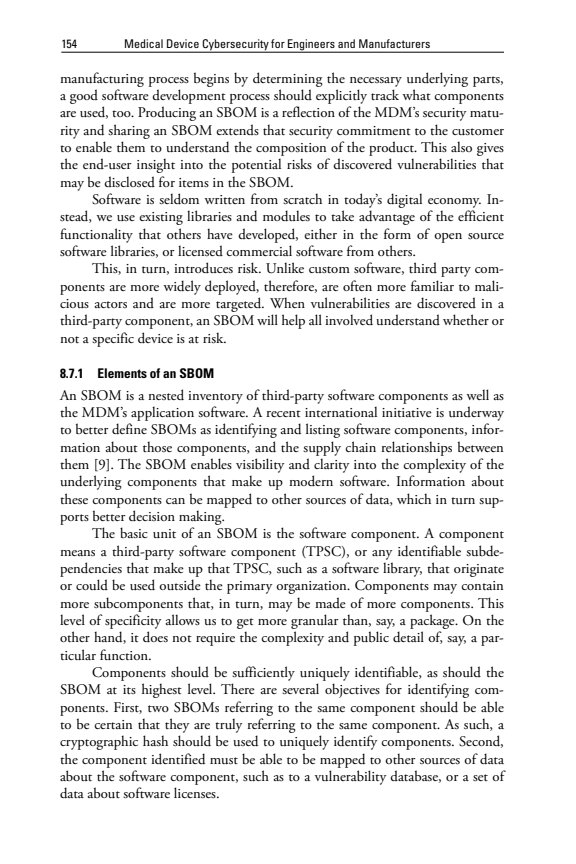 154 Medical Device Cybersecurity for Engineers and Manufacturers
manufacturing process begins by determining the necessary underlying parts,
a good software development process should explicitly track what components
are used, too. Producing an SBOM is a reflection of the MDM's security matu-
rity and sharing an SBOM extends that security commitment to the customer
to enable them to understand the composition of the product. This also gives
the end-user insight into the potential risks of discovered vulnerabilities that
may be disclosed for items in the SBOM.
Software is seldom written from scratch in today's digital economy. In-
stead, we use existing libraries and modules to take advantage of the efficient
functionality that others have developed, either in the form of open source
software libraries, or licensed commercial software from others.
This, in turn, introduces risk. Unlike custom software, third party com-
ponents are more widely deployed, therefore, are often more familiar to mali-
cious actors and are more targeted. When vulnerabilities are discovered in a
third-party component, an SBOM will help all involved understand whether or
not a specific device is at risk.
8.7.1 Elements of an SBOM
An SBOM is a nested inventory of third-party software components as well as
the MDM's application software. A recent international initiative is underway
to better define SBOMs as identifying and listing software components, infor-
mation about those components, and the supply chain relationships between
them [9]. The SBOM enables visibility and clarity into the complexity of the
underlying components that make up modern software. Information about
these components can be mapped to other sources of data, which in turn sup-
ports better decision making.
The basic unit of an SBOM is the software component. A component
means a third-party software component (TPSC), or any identifiable subde-
pendencies that make up that TPSC, such as a software library, that originate
or could be used outside the primary organization. Components may contain
more subcomponents that, in turn, may be made of more components. This
level of specificity allows us to get more granular than, say, a package. On the
other hand, it does not require the complexity and public detail of, say, a par-
ticular function.
Components should be sufficiently uniquely identifiable, as should the
SBOM at its highest level. There are several objectives for identifying com-
ponents. First, two SBOMs referring to the same component should be able
to be certain that they are truly referring to the same component. As such, a
cryptographic hash should be used to uniquely identify components. Second,
the component identified must be able to be mapped to other sources of data
about the software component, such as to a vulnerability database, or a set of
data about software licenses.